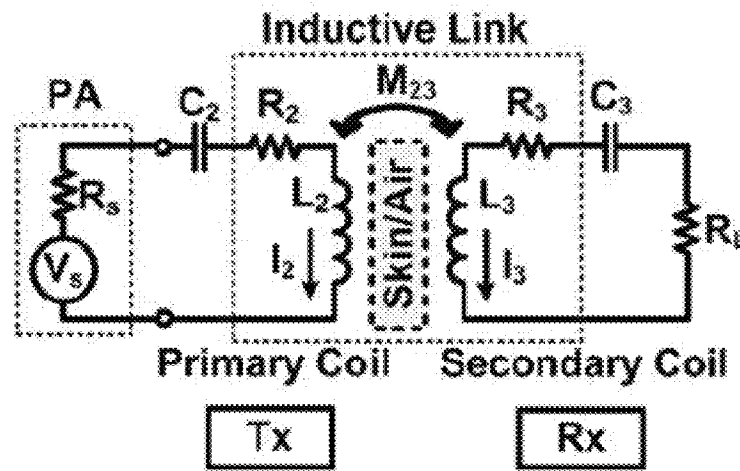 Inductive Link
PA
C₂
R₂
M₂₃
R₃
C₃
Rₛ
Vₛ
L₂
I₂
Skin/Air
L₃
I₃
R_L
Primary Coil
Secondary Coil
Tx
Rx